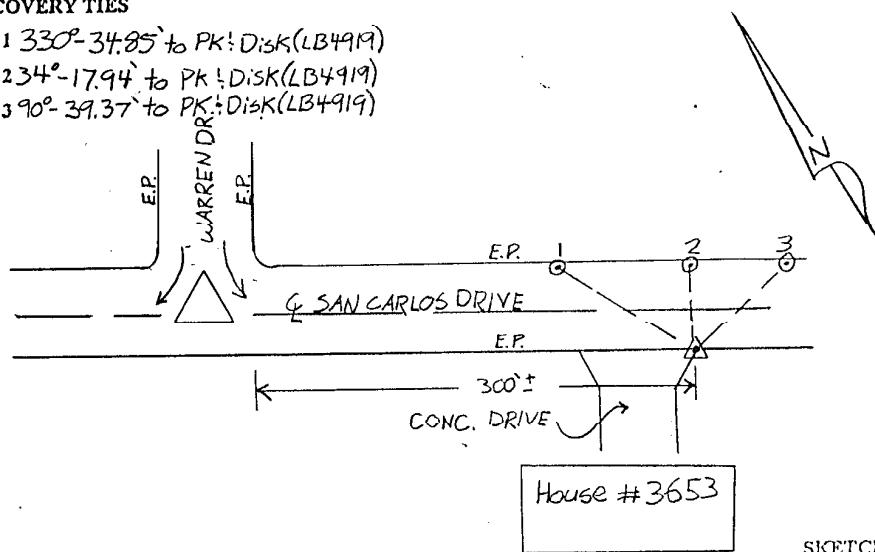 COVERY TIES
1 330°-34.85' to PK & Disk (LB4919)
2 34°-17.94' to PK & Disk (LB4919)
3 90°-39.37' to PK & Disk (LB4919)
WARREN DR.
E.P.
E.P.
E.P.
1
2
3
N
℄ SAN CARLOS DRIVE
E.P.
300'±
CONC. DRIVE
House #3653
SKETC